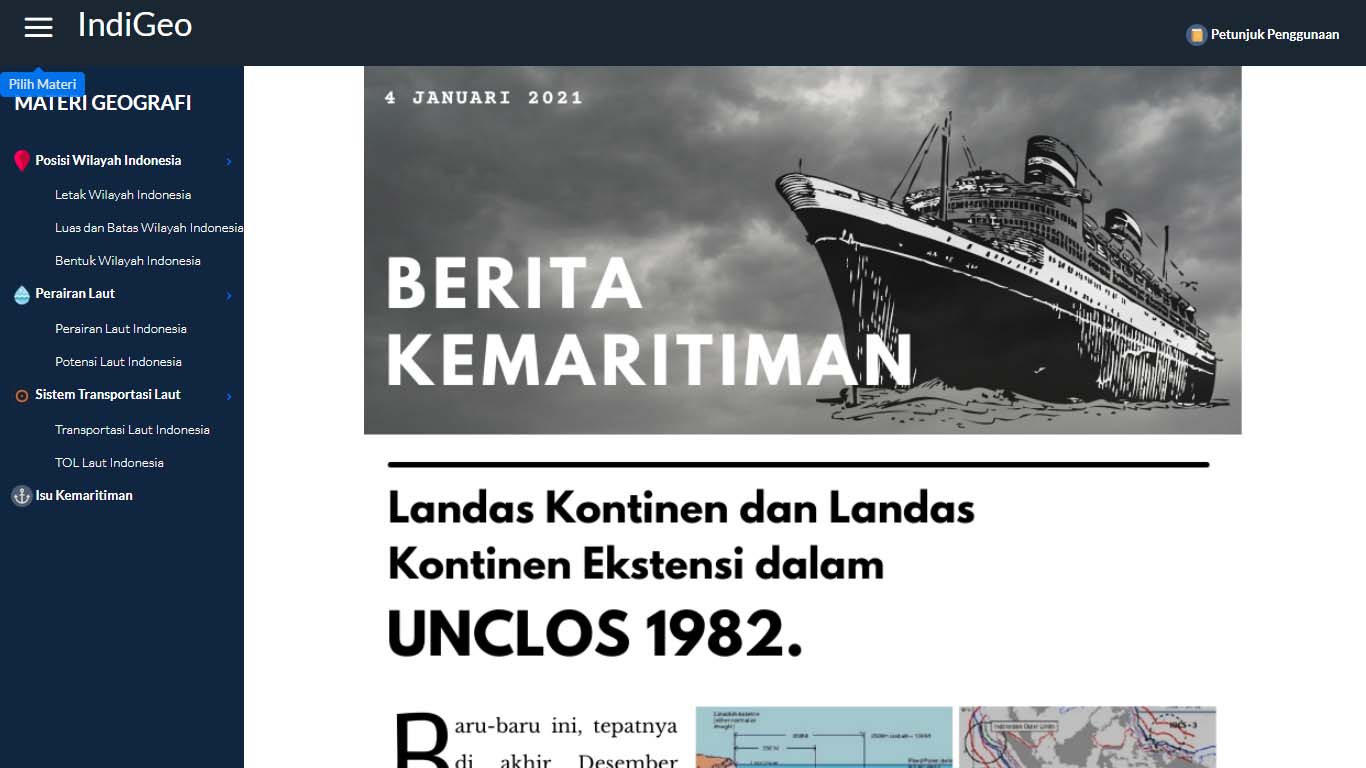 IndiGeo
Petunjuk Penggunaan
Pilih Materi
MATERI GEOGRAFI
Posisi Wilayah Indonesia
Letak Wilayah Indonesia
Luas dan Batas Wilayah Indonesia
Bentuk Wilayah Indonesia
Perairan Laut
Perairan Laut Indonesia
Potensi Laut Indonesia
Sistem Transportasi Laut
Transportasi Laut Indonesia
TOL Laut Indonesia
Isu Kemaritiman
4 JANUARI 2021
BERITA
KEMARITIMAN
Landas Kontinen dan Landas
Kontinen Ekstensi dalam
UNCLOS 1982.
Baru-baru ini, tepatnya
di akhir Desember